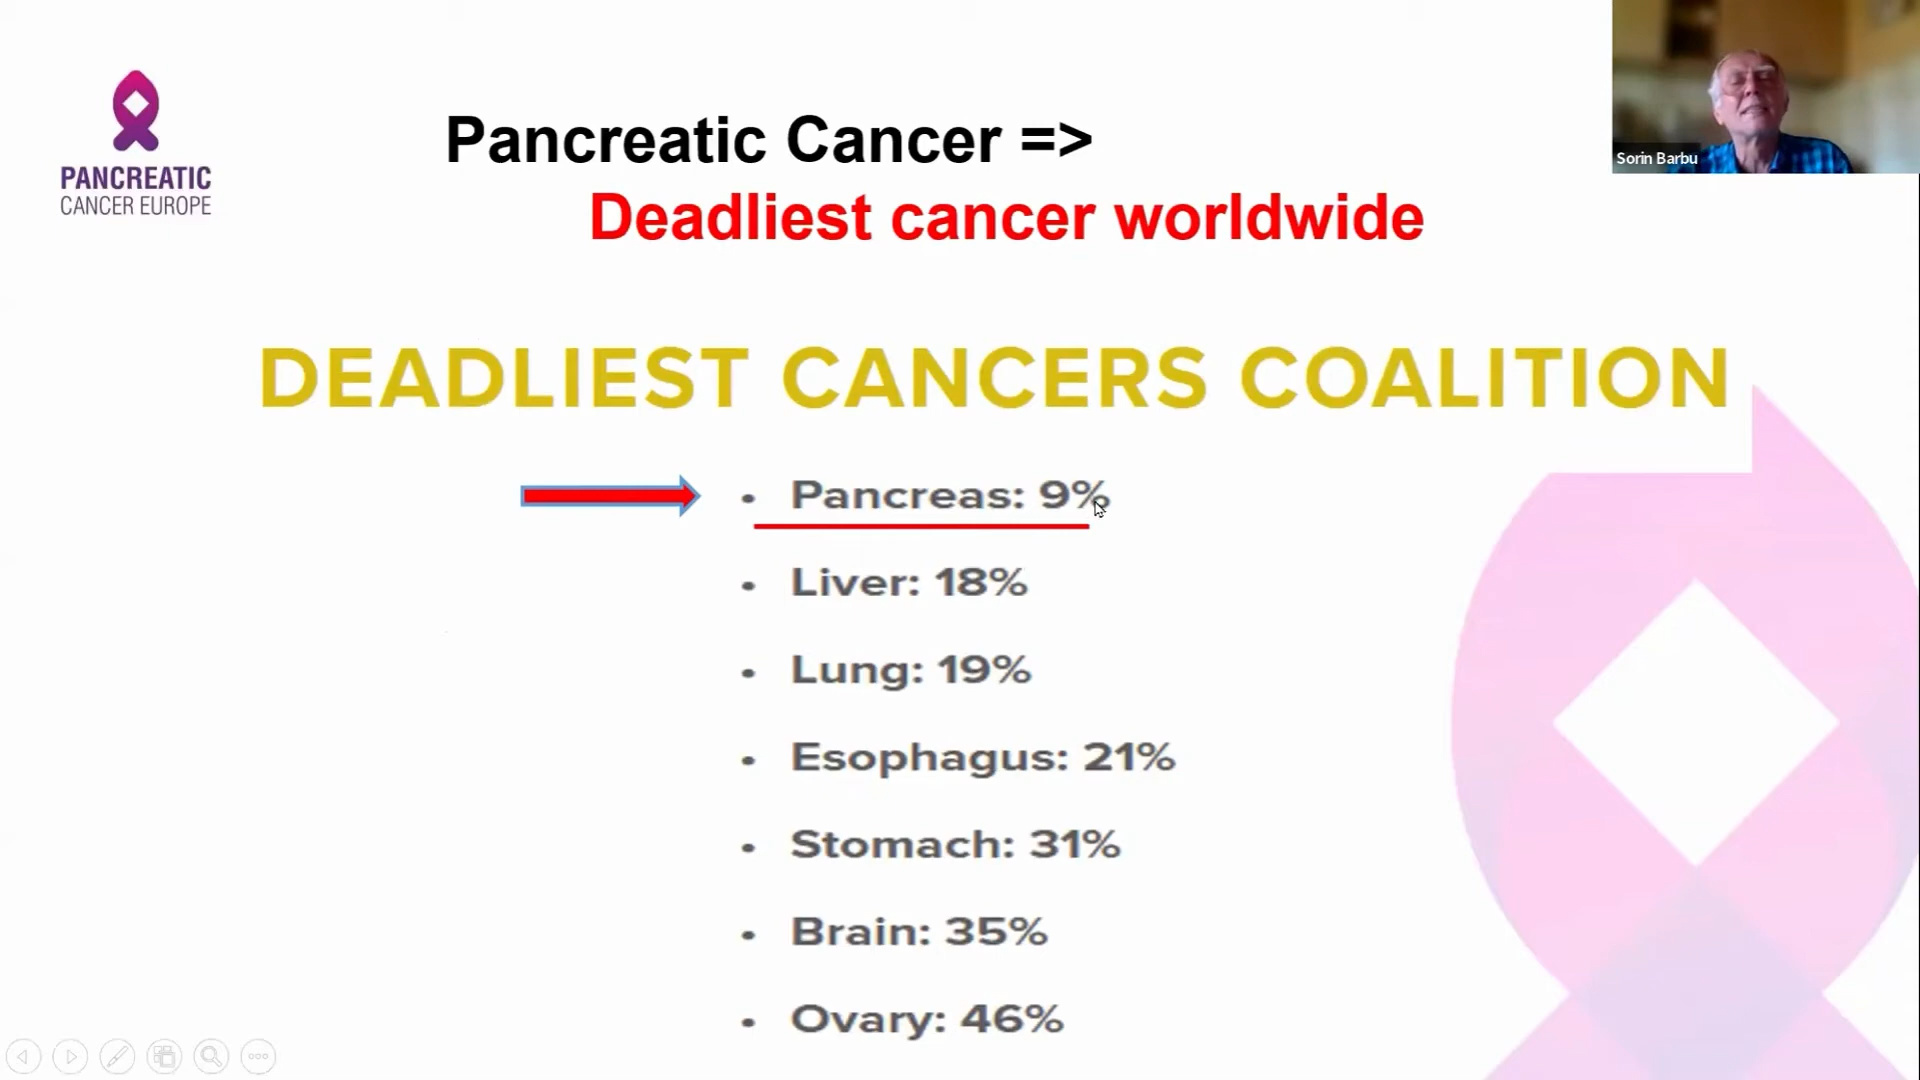 PANCREATIC
CANCER EUROPE
Pancreatic Cancer =>
Deadliest cancer worldwide
Sorin Barbu
DEADLIEST CANCERS COALITION
• Pancreas: 9%
• Liver: 18%
• Lung: 19%
• Esophagus: 21%
• Stomach: 31%
• Brain: 35%
• Ovary: 46%